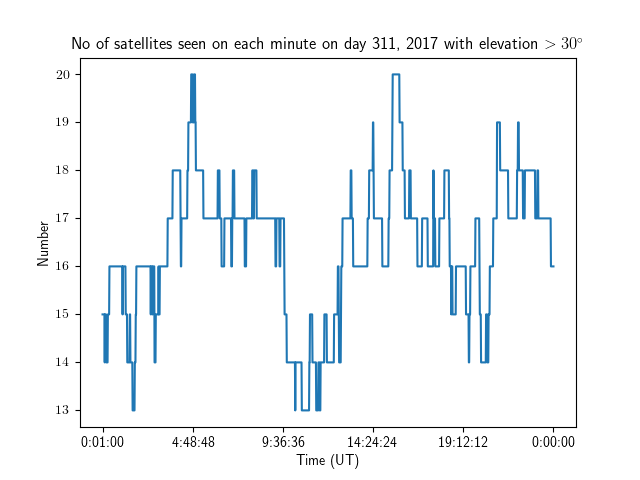 No of satellites seen on each minute on day 311, 2017 with elevation > 30°
20
19
18
17
16
15
14
13
Number
0:01:00 4:48:48 9:36:36 14:24:24 19:12:12 0:00:00
Time (UT)